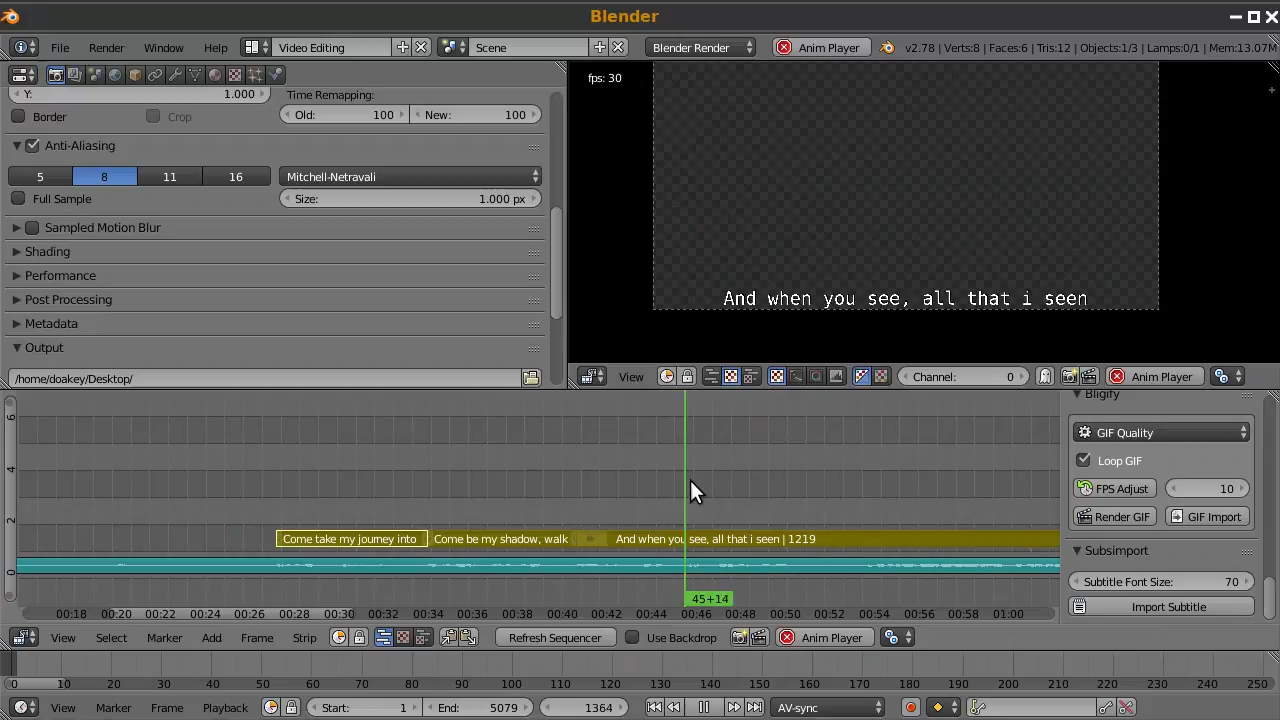 Blender
File Render Window Help Video Editing Scene Blender Render Anim Player v2.78 | Verts:8 | Faces:6 | Tris:12 | Objects:1/3 | Lamps:0/1 | Mem:13.07M
Y: 1.000
Time Remapping:
Border Crop Old: 100 New: 100
Anti-Aliasing
5 8 11 16 Mitchell-Netravali
Full Sample Size: 1.000 px
Sampled Motion Blur
Shading
Performance
Post Processing
Metadata
Output
/home/doakey/Desktop/
fps: 30
And when you see, all that i seen
View Channel: 0 Anim Player
6
4
2
0
Come take my journey into Come be my shadow, walk And when you see, all that i seen | 1219
45+14
00:18 00:20 00:22 00:24 00:26 00:28 00:30 00:32 00:34 00:36 00:38 00:40 00:42 00:44 00:46 00:48 00:50 00:52 00:54 00:56 00:58 01:00
Bligify
GIF Quality
Loop GIF
FPS Adjust 10
Render GIF GIF Import
Subsimport
Subtitle Font Size: 70
Import Subtitle
View Select Marker Add Frame Strip Refresh Sequencer Use Backdrop Anim Player
0 10 20 30 40 50 60 70 80 90 100 110 120 130 140 150 160 170 180 190 200 210 220 230 240 250
View Marker Frame Playback Start: 1 End: 5079 1364 AV-sync